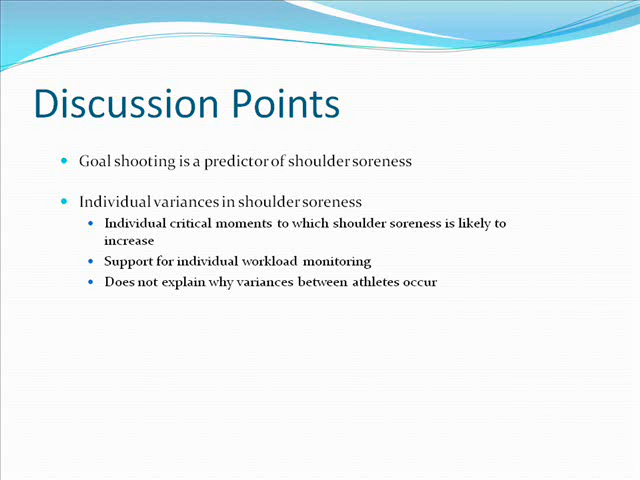 Discussion Points
Goal shooting is a predictor of shoulder soreness
Individual variances in shoulder soreness
Individual critical moments to which shoulder soreness is likely to
increase
Support for individual workload monitoring
Does not explain why variances between athletes occur